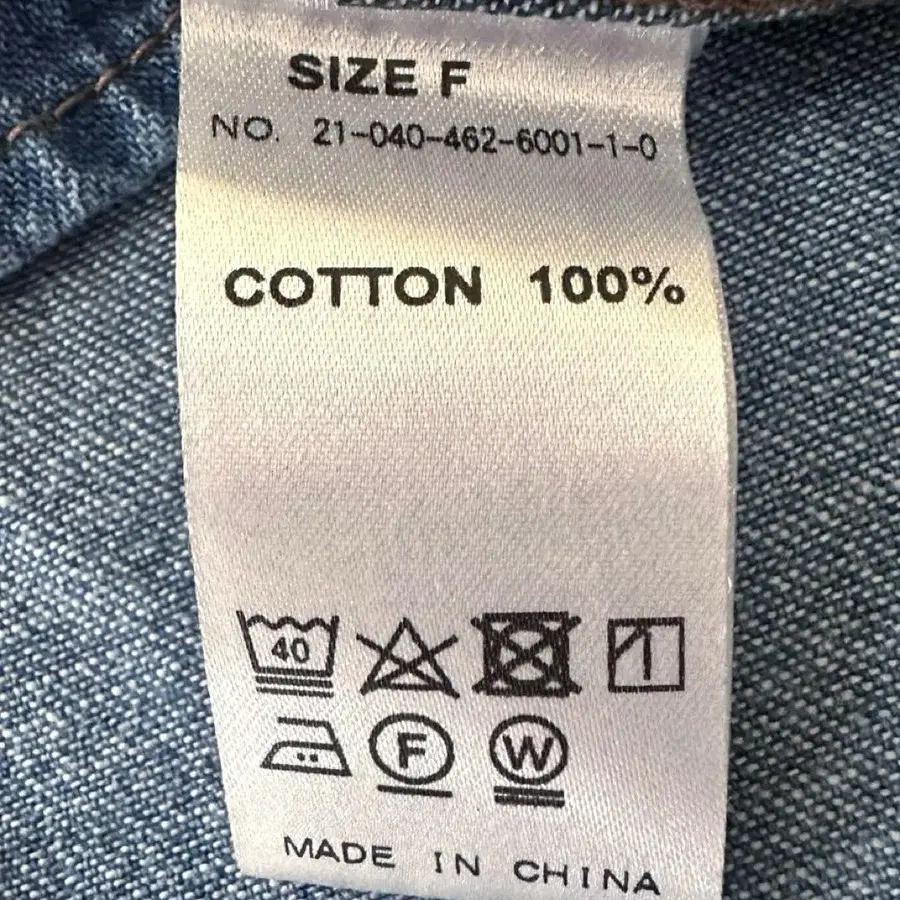 SIZE F
NO. 21-040-462-6001-1-0
COTTON 100%
40
F W
MADE IN CHINA